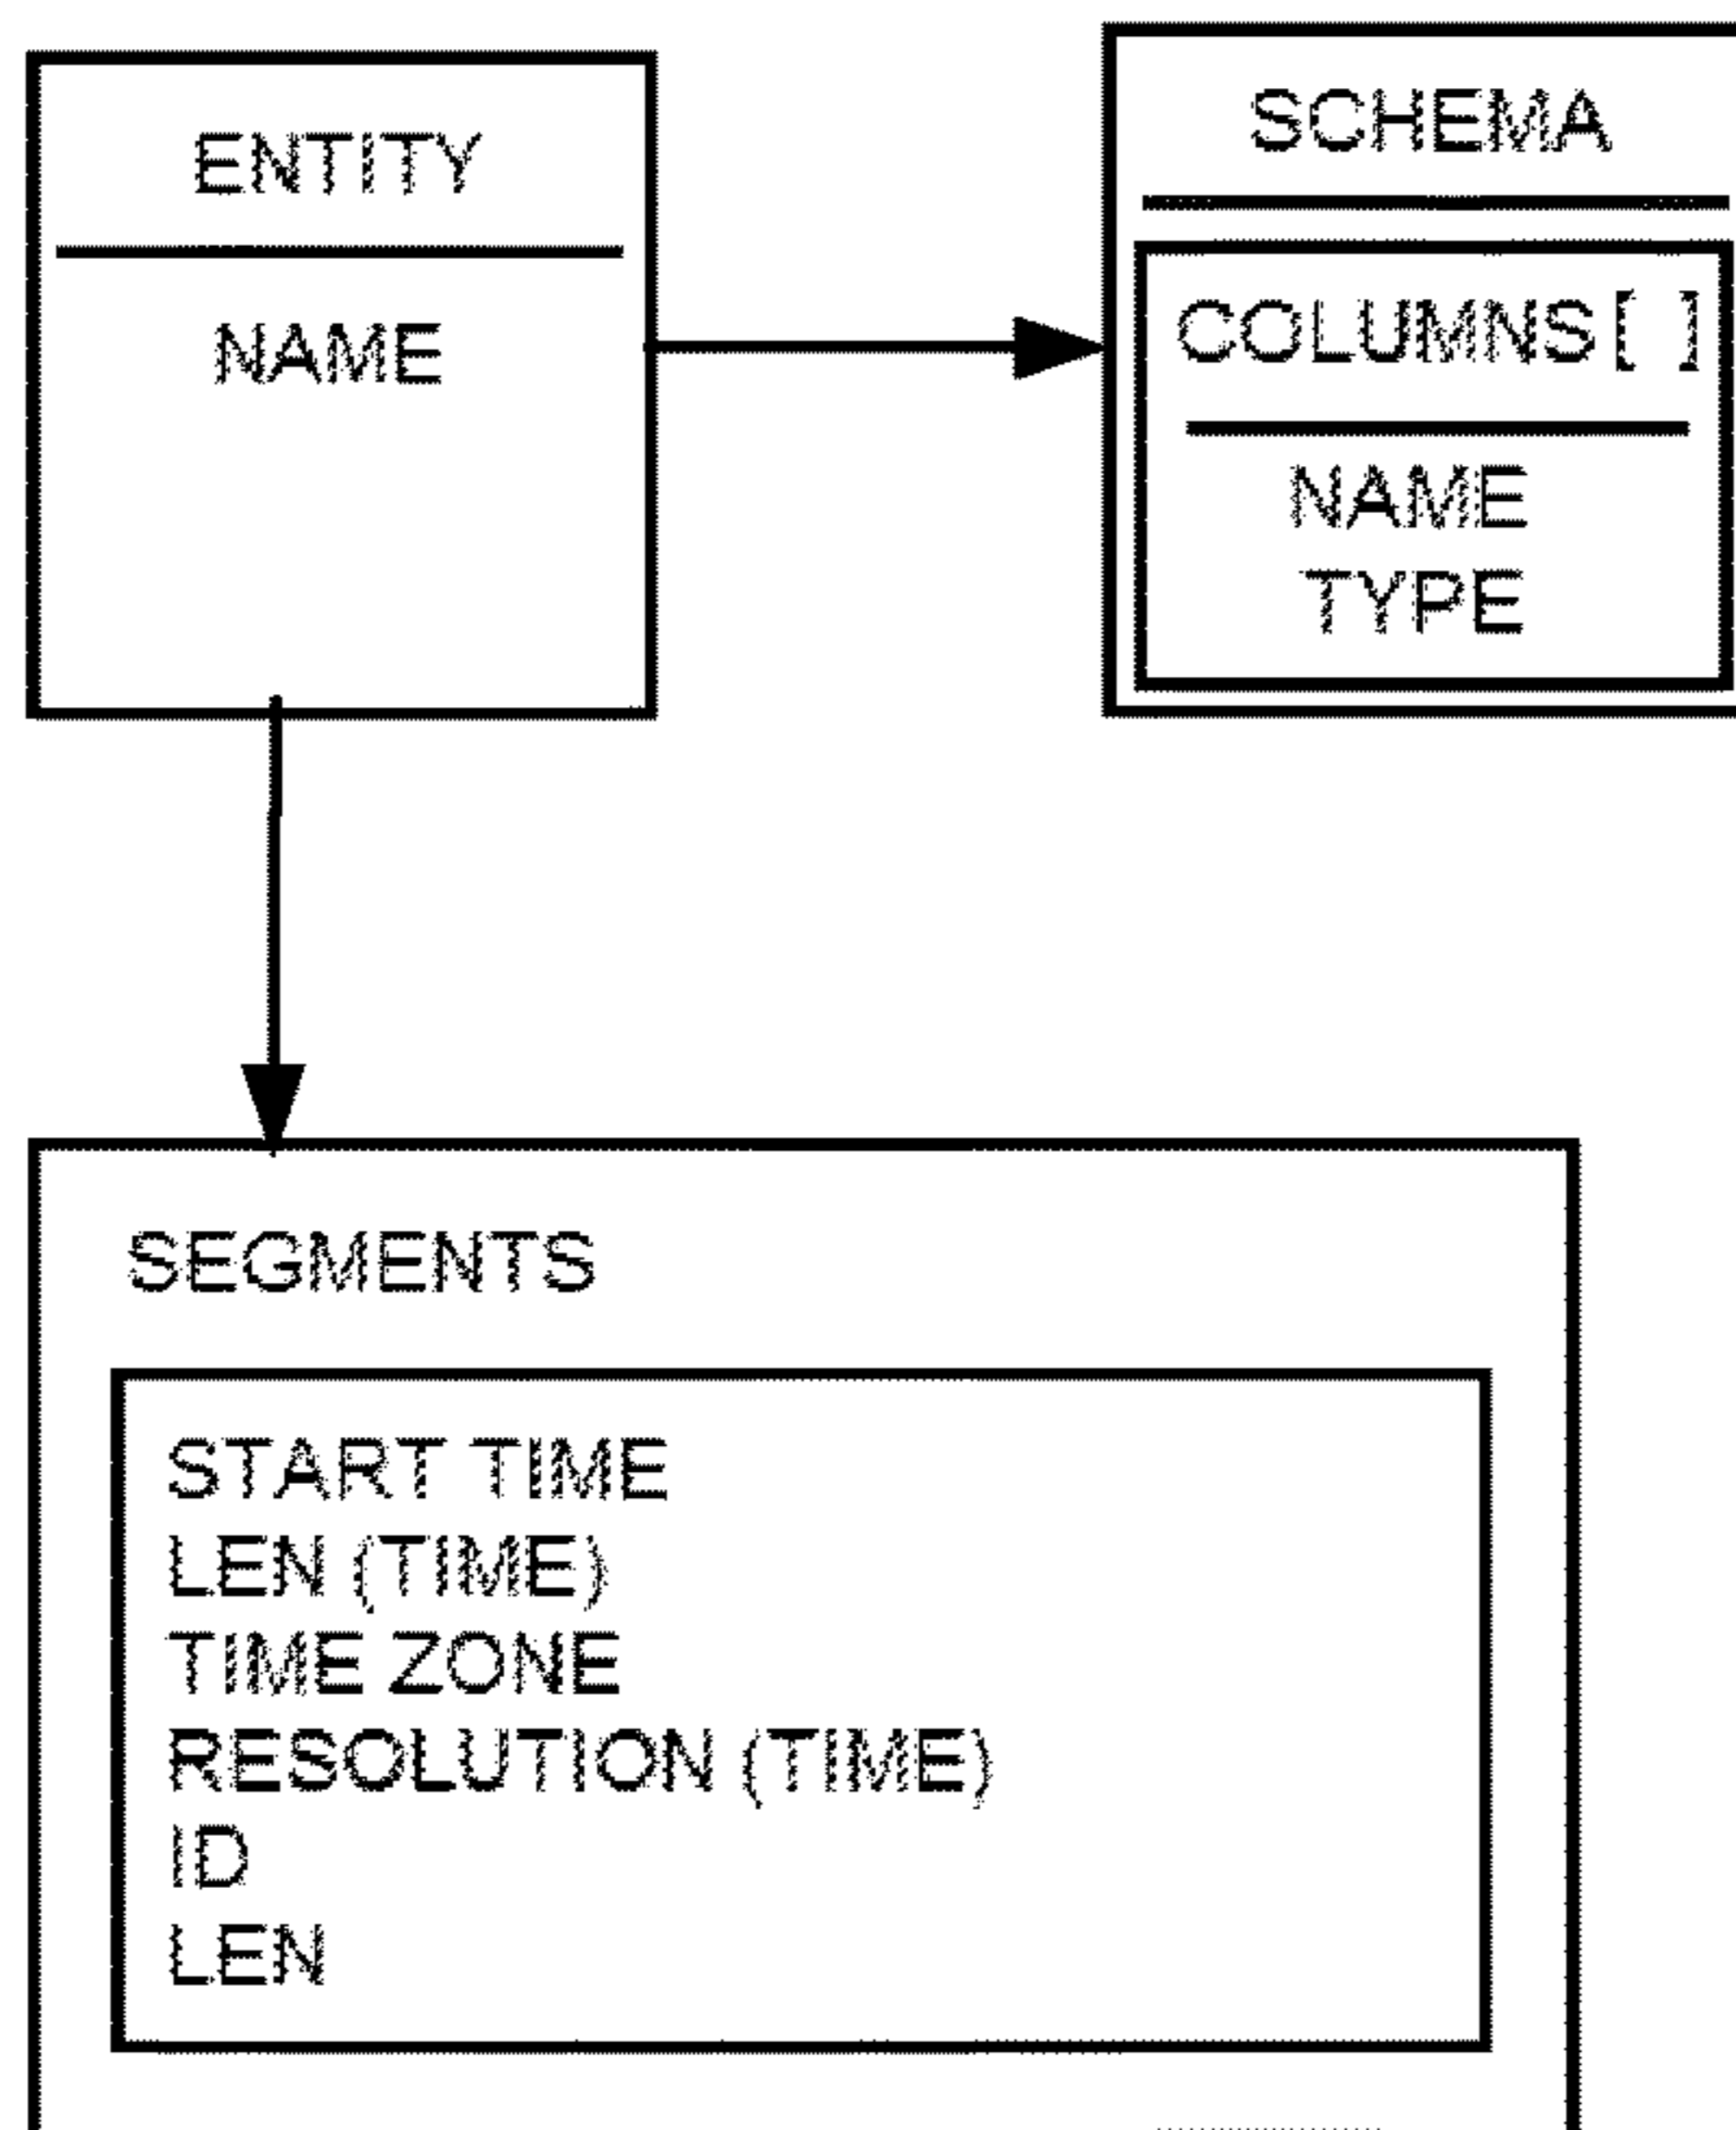 ENTITY
NAME
SCHEMA
COLUMNS [ ]
NAME
TYPE
SEGMENTS
START TIME
LEN (TIME)
TIME ZONE
RESOLUTION (TIME)
ID
LEN